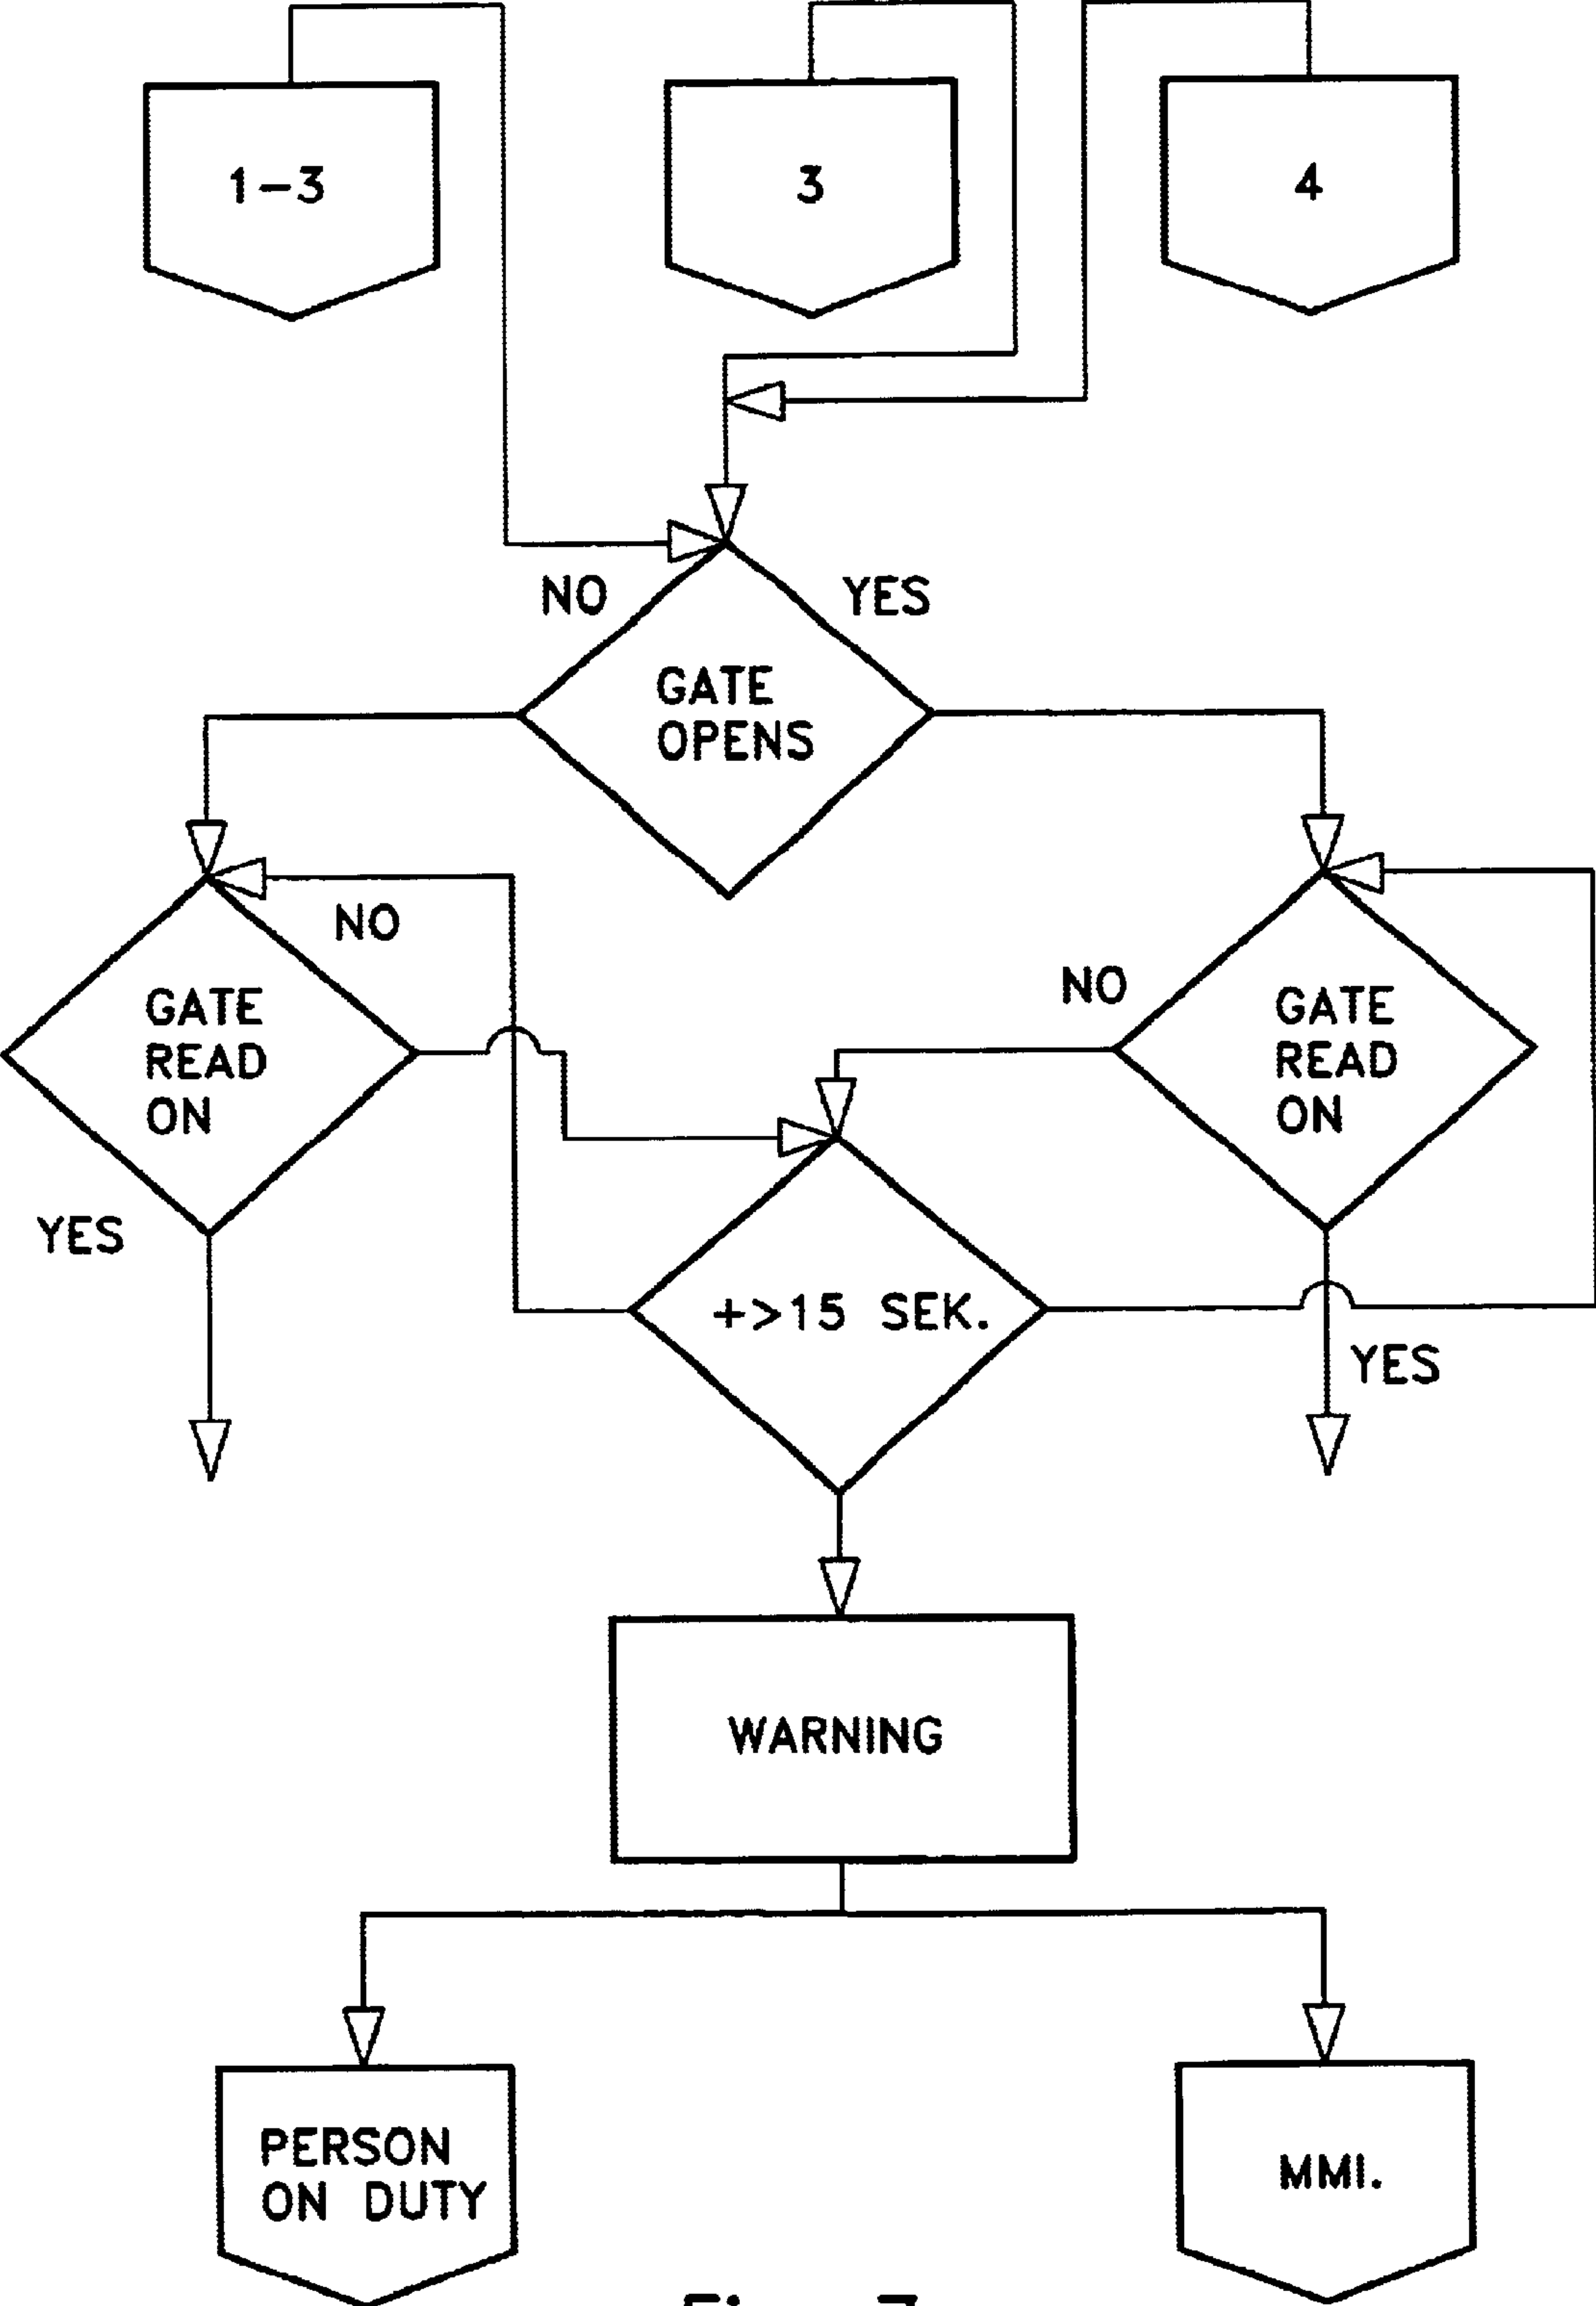 1-3
3
4
NO
YES
GATE
OPENS
NO
GATE
READ
ON
NO
GATE
READ
ON
YES
+>15 SEK.
YES
WARNING
PERSON
ON DUTY
MMI.